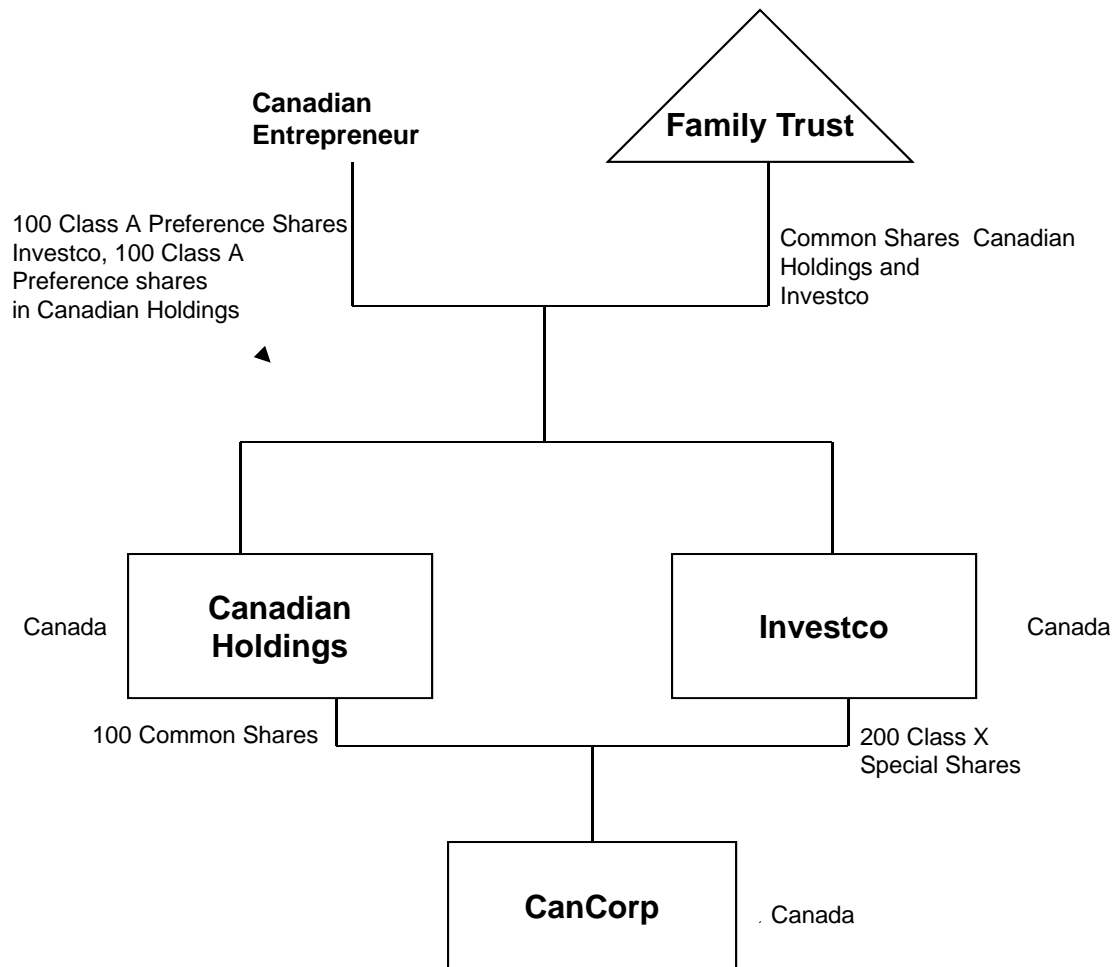 Canadian
Entrepreneur
Family Trust
100 Class A Preference Shares
Investco, 100 Class A
Preference shares
in Canadian Holdings
Common Shares Canadian
Holdings and
Investco
Canada
Canadian
Holdings
Investco
Canada
100 Common Shares
200 Class X
Special Shares
CanCorp
Canada